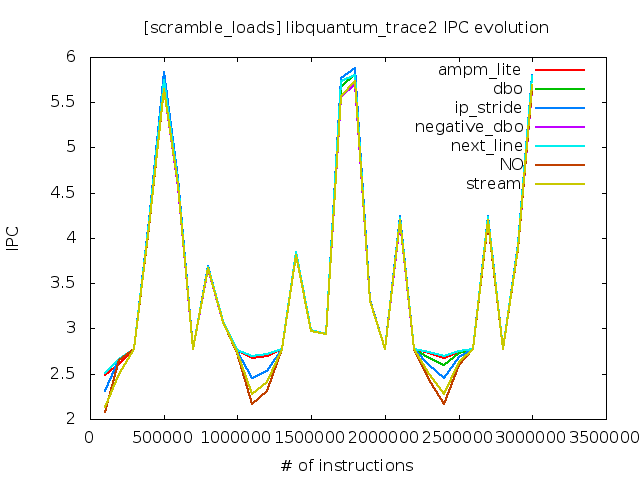 [scramble_loads] libquantum_trace2 IPC evolution
6
5.5
5
4.5
4
3.5
3
2.5
2
IPC
ampm_lite
dbo
ip_stride
negative_dbo
next_line
NO
stream
0 500000 1000000 1500000 2000000 2500000 3000000 3500000
# of instructions